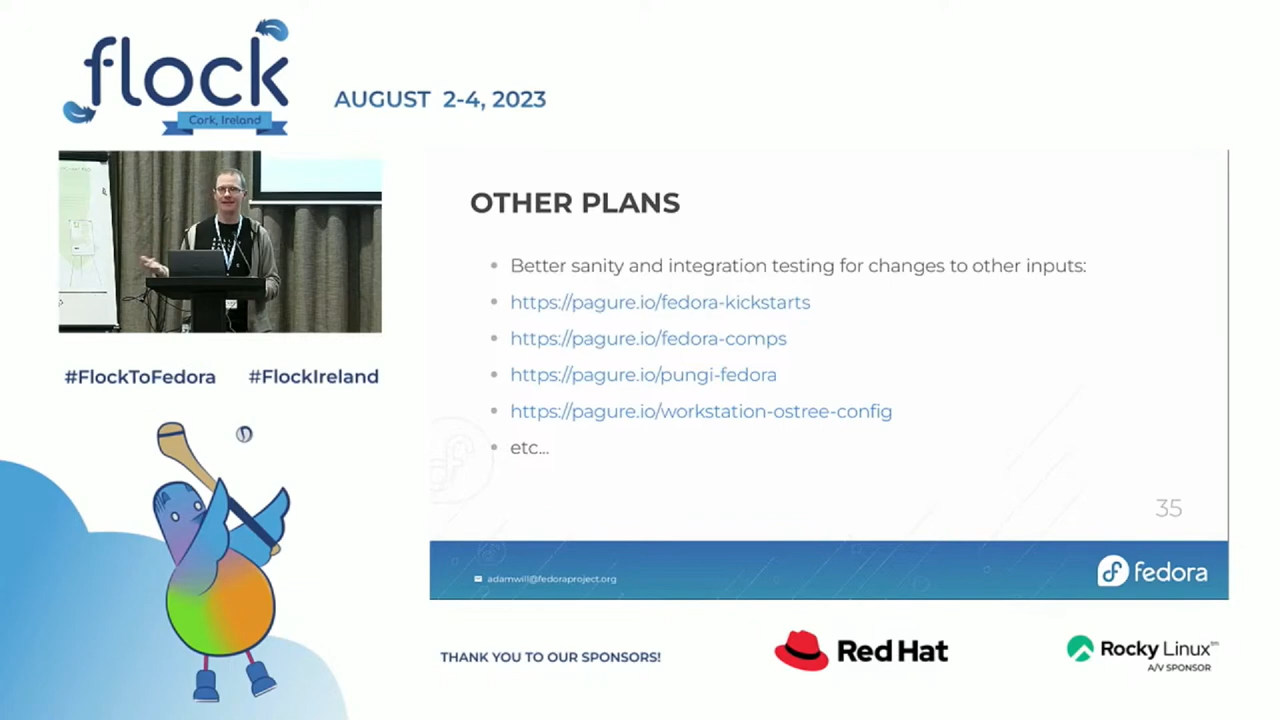 flock
Cork, Ireland
AUGUST 2-4, 2023
#FlockToFedora #FlockIreland
OTHER PLANS
• Better sanity and integration testing for changes to other inputs:
• https://pagure.io/fedora-kickstarts
• https://pagure.io/fedora-comps
• https://pagure.io/pungi-fedora
• https://pagure.io/workstation-ostree-config
• etc...
35
adamwill@fedoraproject.org
fedora
THANK YOU TO OUR SPONSORS!
Red Hat
Rocky Linux™
A/V SPONSOR